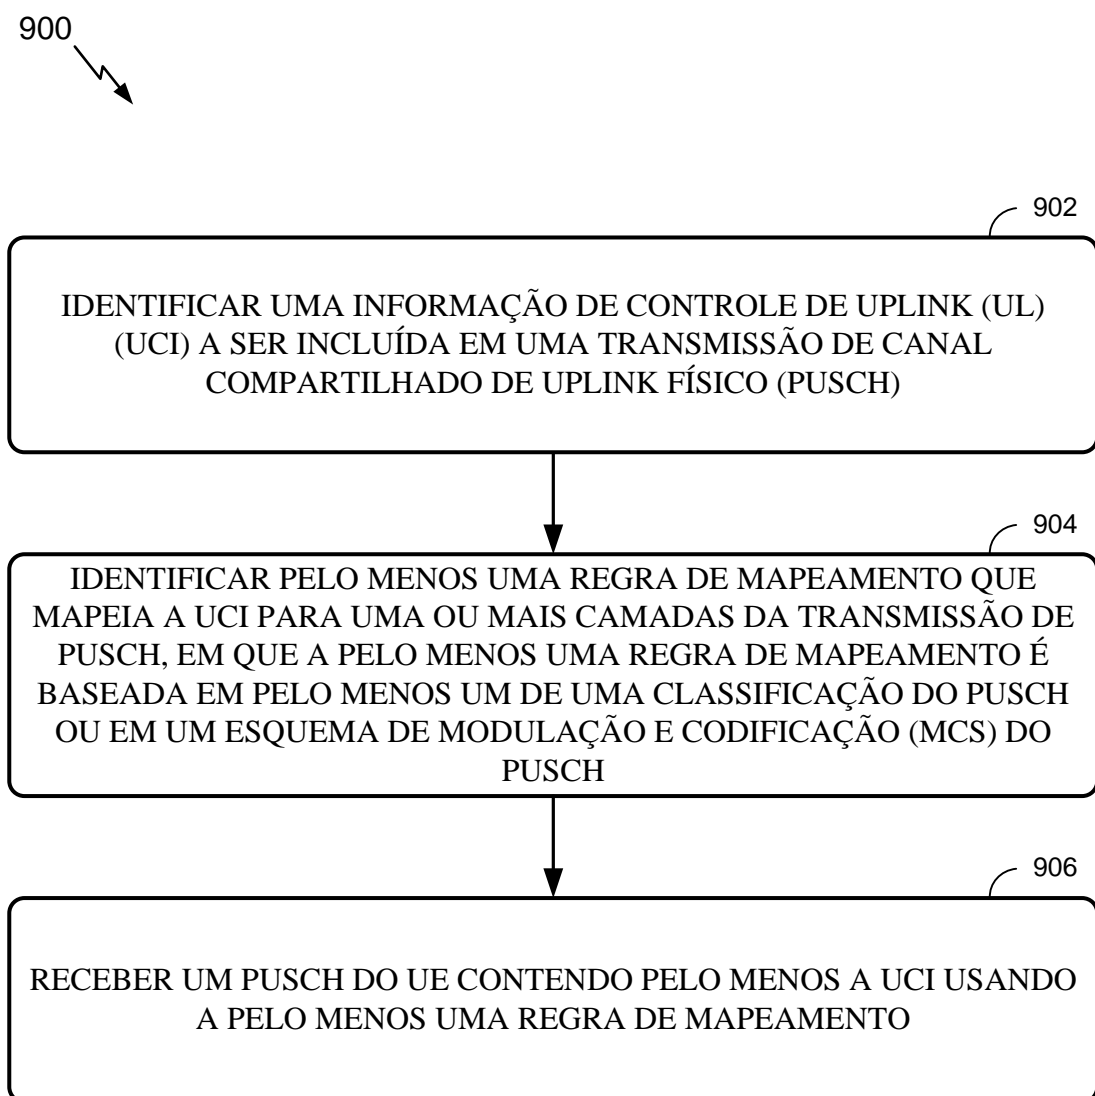 900
902
IDENTIFICAR UMA INFORMAÇÃO DE CONTROLE DE UPLINK (UL)
(UCI) A SER INCLUÍDA EM UMA TRANSMISSÃO DE CANAL
COMPARTILHADO DE UPLINK FÍSICO (PUSCH)
904
IDENTIFICAR PELO MENOS UMA REGRA DE MAPEAMENTO QUE
MAPEIA A UCI PARA UMA OU MAIS CAMADAS DA TRANSMISSÃO DE
PUSCH, EM QUE A PELO MENOS UMA REGRA DE MAPEAMENTO É
BASEADA EM PELO MENOS UM DE UMA CLASSIFICAÇÃO DO PUSCH
OU EM UM ESQUEMA DE MODULAÇÃO E CODIFICAÇÃO (MCS) DO
PUSCH
906
RECEBER UM PUSCH DO UE CONTENDO PELO MENOS A UCI USANDO
A PELO MENOS UMA REGRA DE MAPEAMENTO